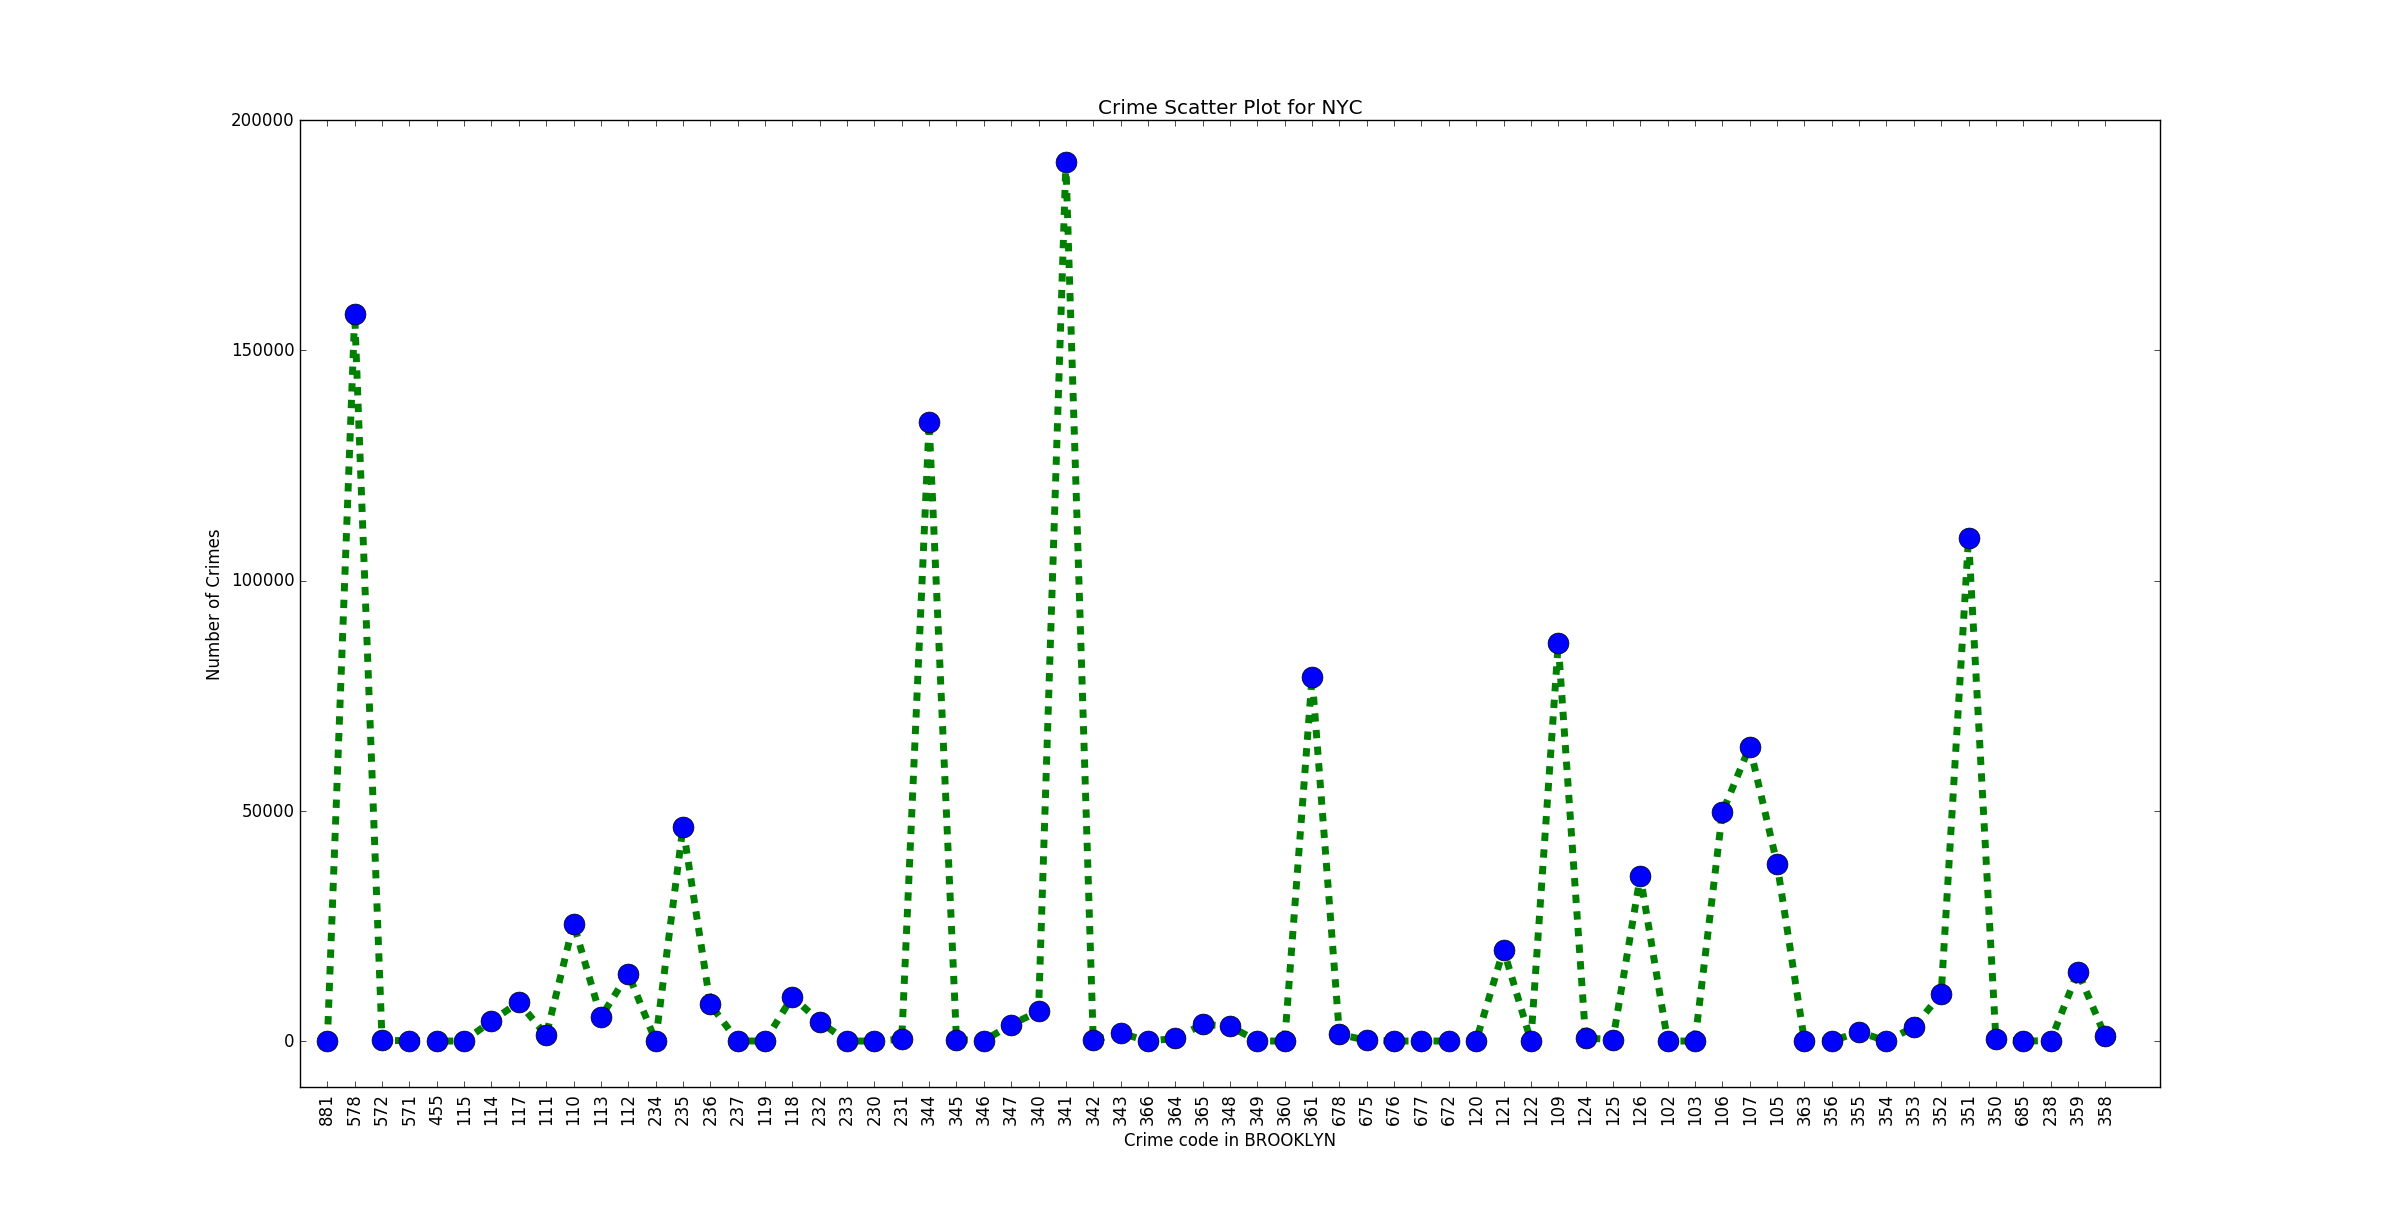 Crime Scatter Plot for NYC
200000
150000
100000
50000
0
Number of Crimes
881 578 572 571 455 115 114 117 111 110 113 112 234 235 236 237 119 118 232 233 230 231 344 345 346 347 340 341 342 343 366 364 365 348 349 360 361 678 675 676 677 672 120 121 122 109 124 125 126 102 103 106 107 105 363 356 355 354 353 352 351 350 685 238 359 358
Crime code in BROOKLYN